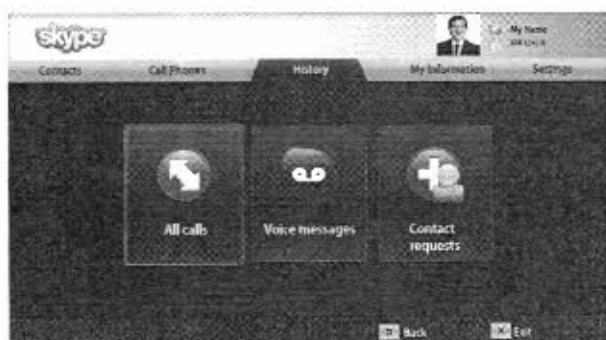 skype
My Name
Contacts
Call Phones
History
My Information
Settings
All calls
Voice messages
Contact
requests
Back
Exit